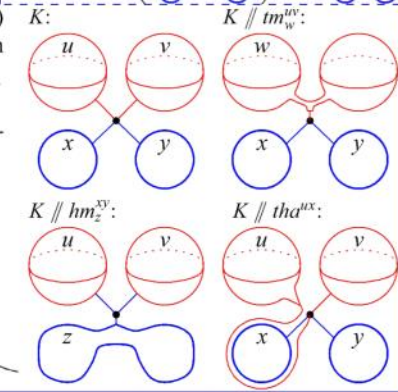 )
K:
K // tm_w^{uv}:
u v
w
x y
x y
K // hm_z^{xy}:
K // tha^{ux}:
u v
u v
z
x y